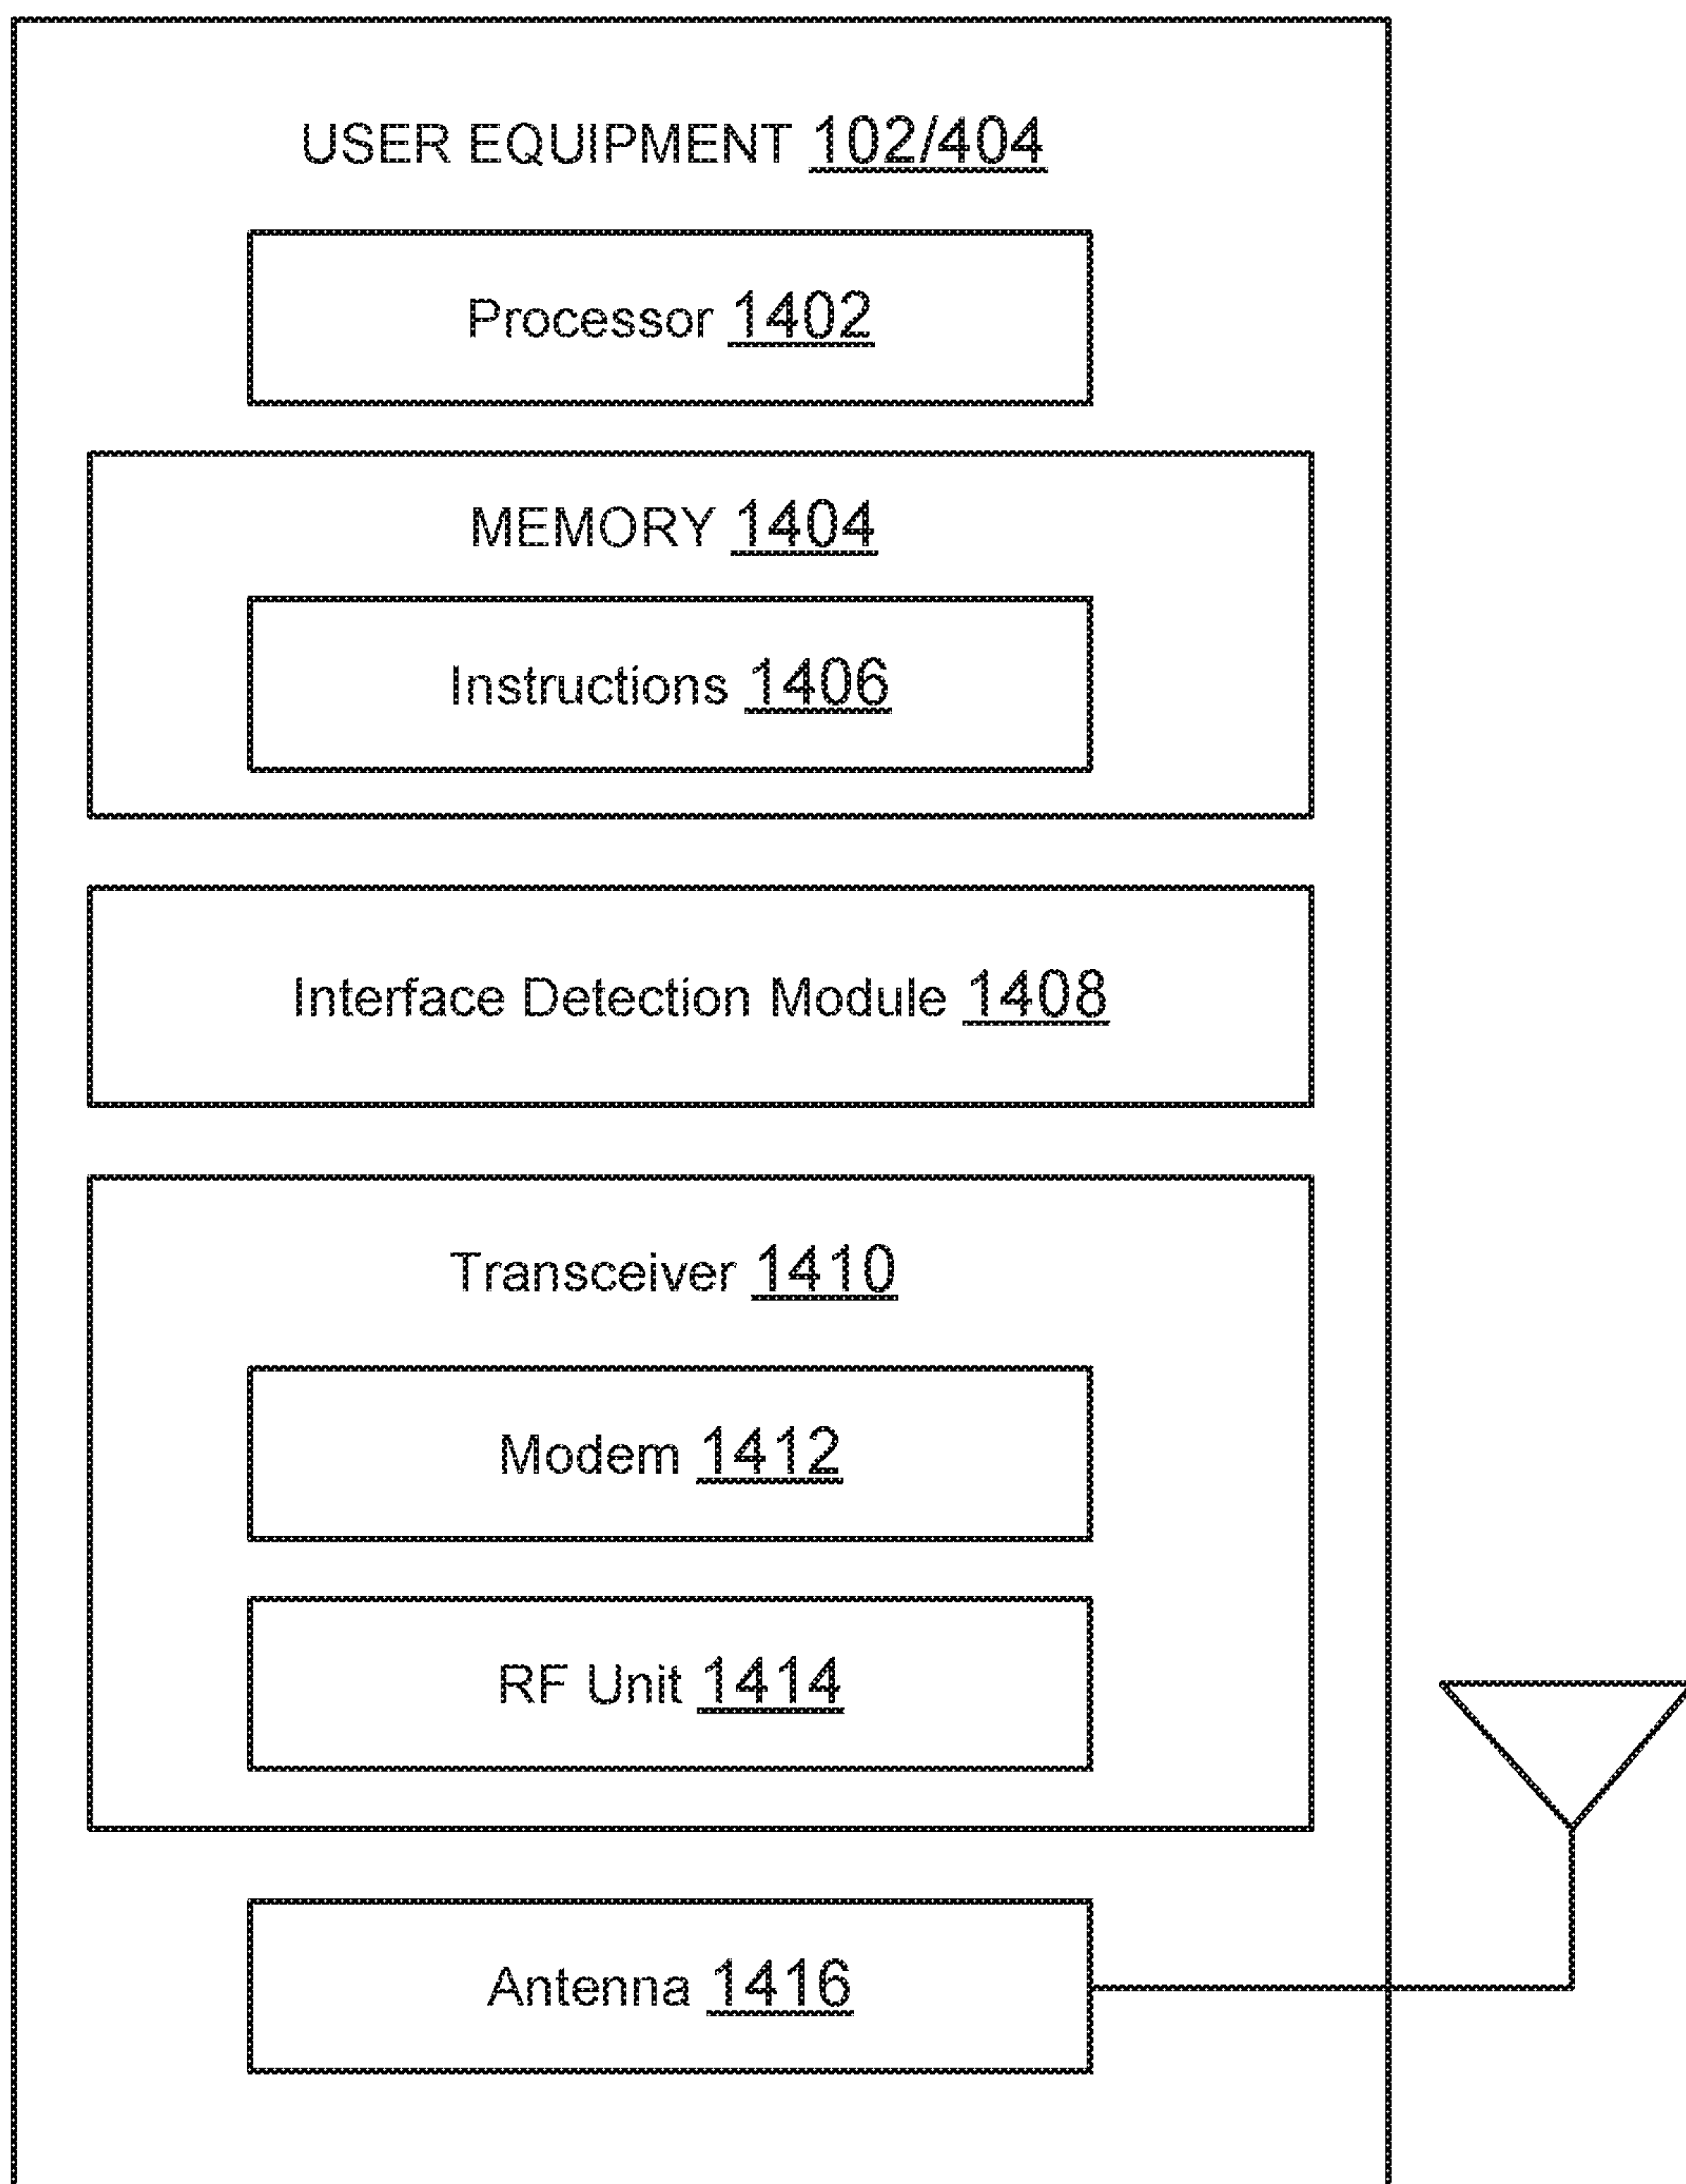 USER EQUIPMENT 102/404
Processor 1402
MEMORY 1404
Instructions 1406
Interface Detection Module 1408
Transceiver 1410
Modem 1412
RF Unit 1414
Antenna 1416